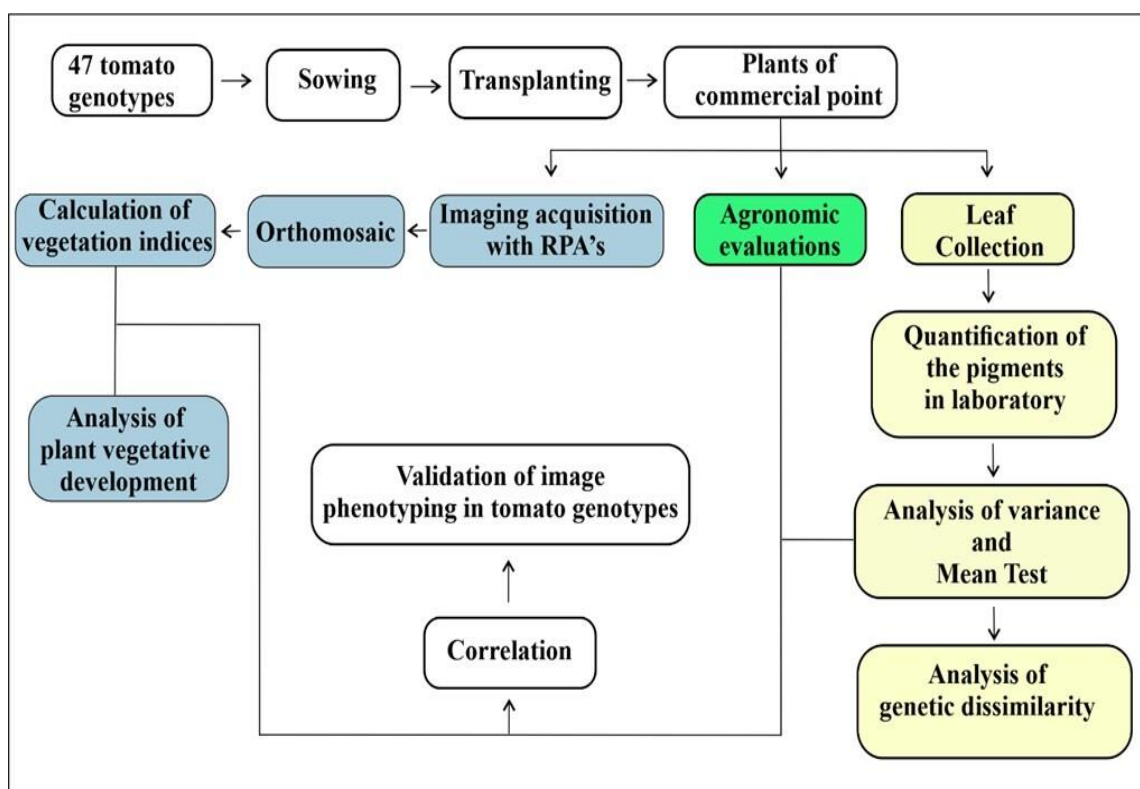 47 tomato
genotypes
Sowing
Transplanting
Plants of
commercial point
Calculation of
vegetation indices
Orthomosaic
Imaging acquisition
with RPA's
Agronomic
evaluations
Leaf
Collection
Quantification of
the pigments
in laboratory
Analysis of
plant vegetative
development
Validation of image
phenotyping in tomato genotypes
Analysis of variance
and
Mean Test
Correlation
Analysis of
genetic dissimilarity